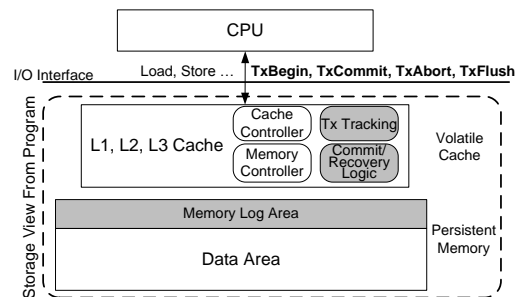 CPU
I/O Interface
Load, Store ... TxBegin, TxCommit, TxAbort, TxFlush
Storage View From Program
L1, L2, L3 Cache
Cache
Controller
Tx Tracking
Memory
Controller
Commit/
Recovery
Logic
Volatile
Cache
Memory Log Area
Data Area
Persistent
Memory